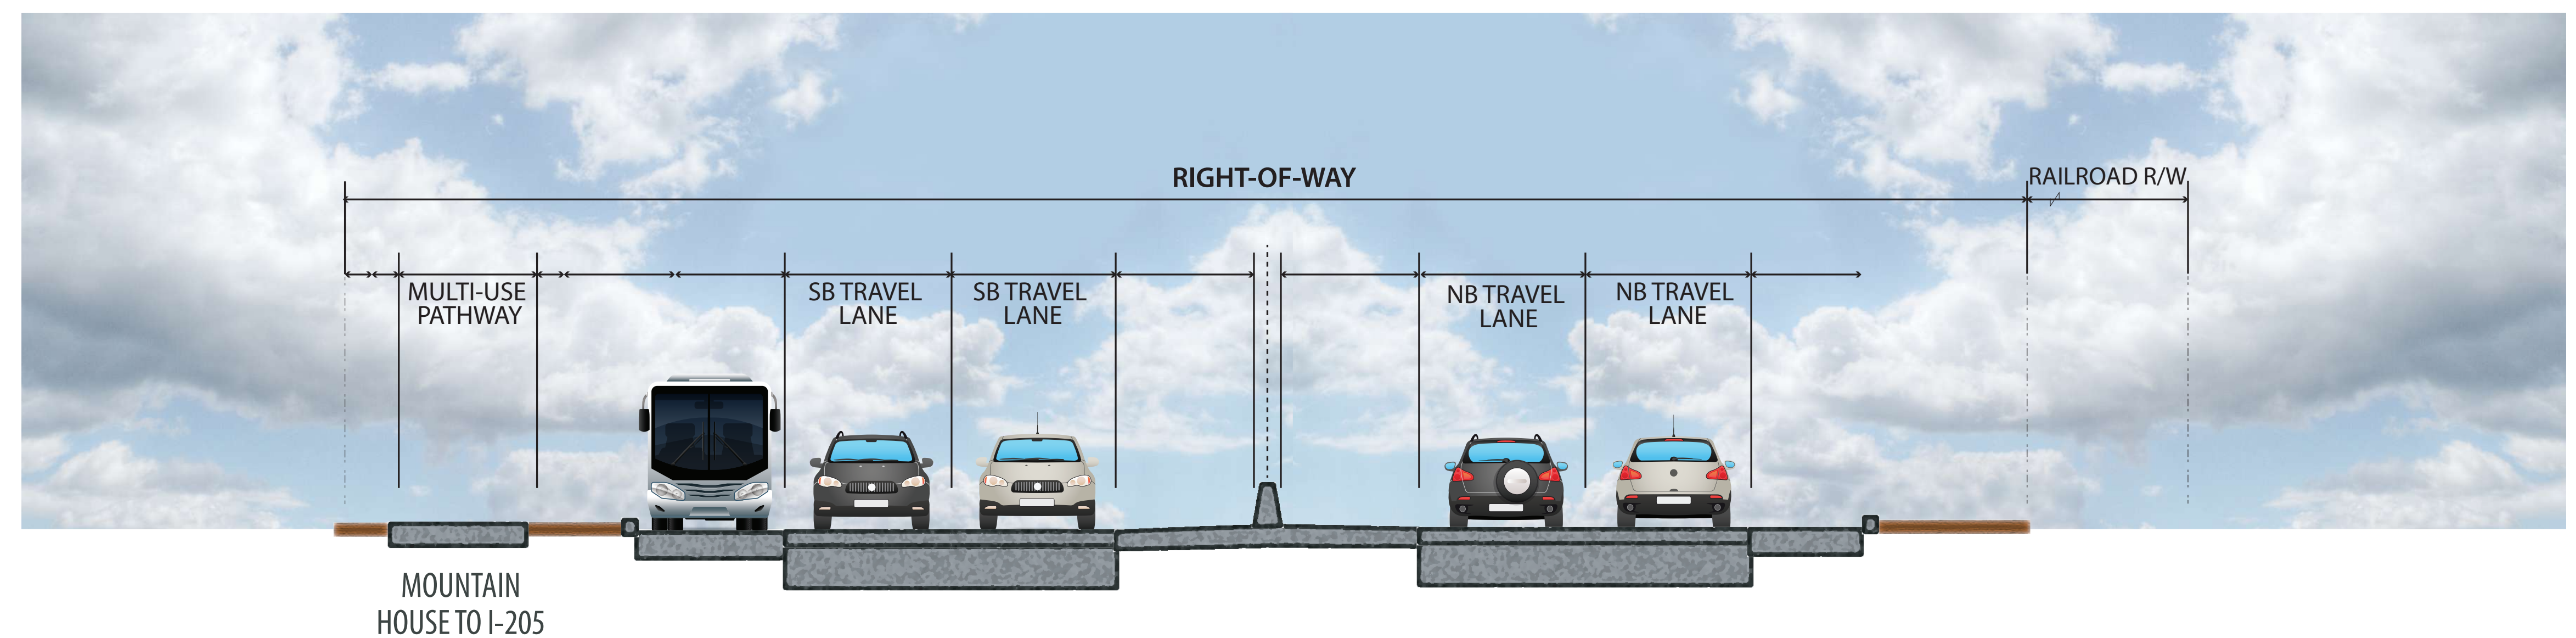 RIGHT-OF-WAY
RAILROAD R/W
MULTI-USE
PATHWAY
SB TRAVEL
LANE
SB TRAVEL
LANE
NB TRAVEL
LANE
NB TRAVEL
LANE
MOUNTAIN
HOUSE TO I-205